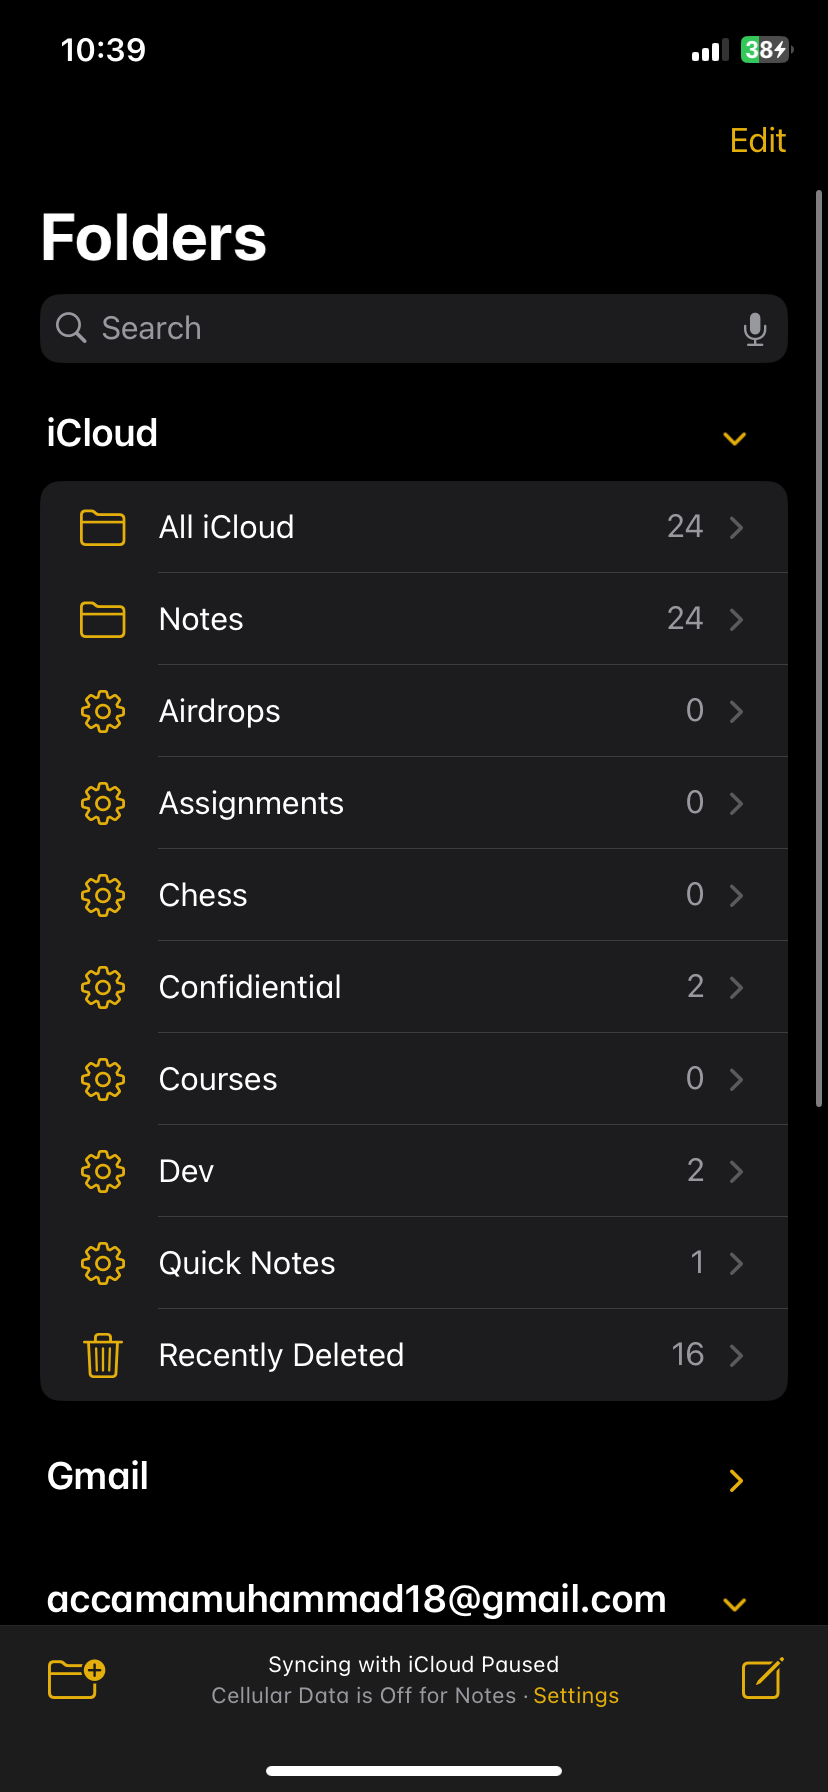 10:39
38
Edit
Folders
Search
iCloud
All iCloud 24
Notes 24
Airdrops 0
Assignments 0
Chess 0
Confidiential 2
Courses 0
Dev 2
Quick Notes 1
Recently Deleted 16
Gmail
accamamuhammad18@gmail.com
Syncing with iCloud Paused
Cellular Data is Off for Notes · Settings